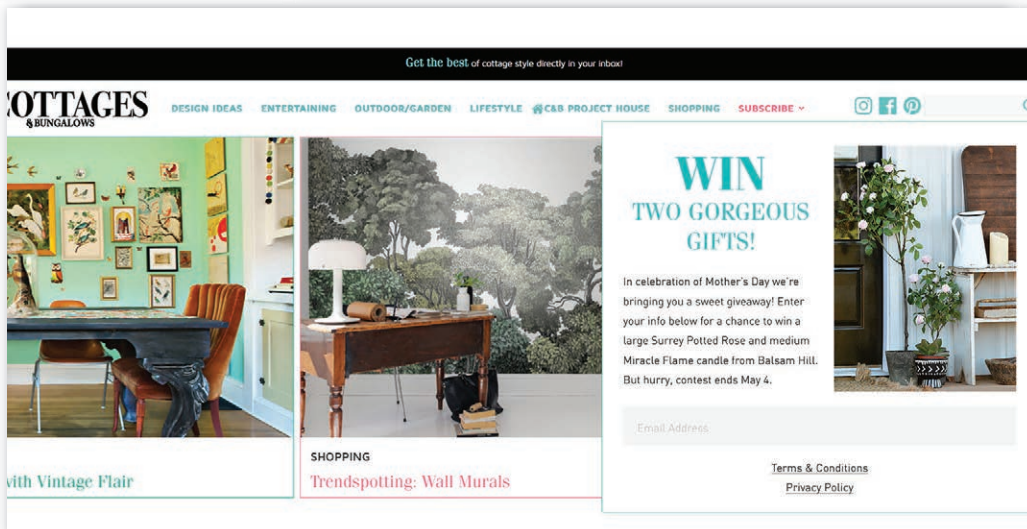 Get the best of cottage style directly in your inbox!
COTTAGES
& BUNGALOWS
DESIGN IDEAS ENTERTAINING OUTDOOR/GARDEN LIFESTYLE C&B PROJECT HOUSE SHOPPING SUBSCRIBE
with Vintage Flair
SHOPPING
Trendspotting: Wall Murals
WIN
TWO GORGEOUS
GIFTS!
In celebration of Mother's Day we're
bringing you a sweet giveaway! Enter
your info below for a chance to win a
large Surrey Potted Rose and medium
Miracle Flame candle from Balsam Hill.
But hurry, contest ends May 4.
Email Address
Terms & Conditions
Privacy Policy